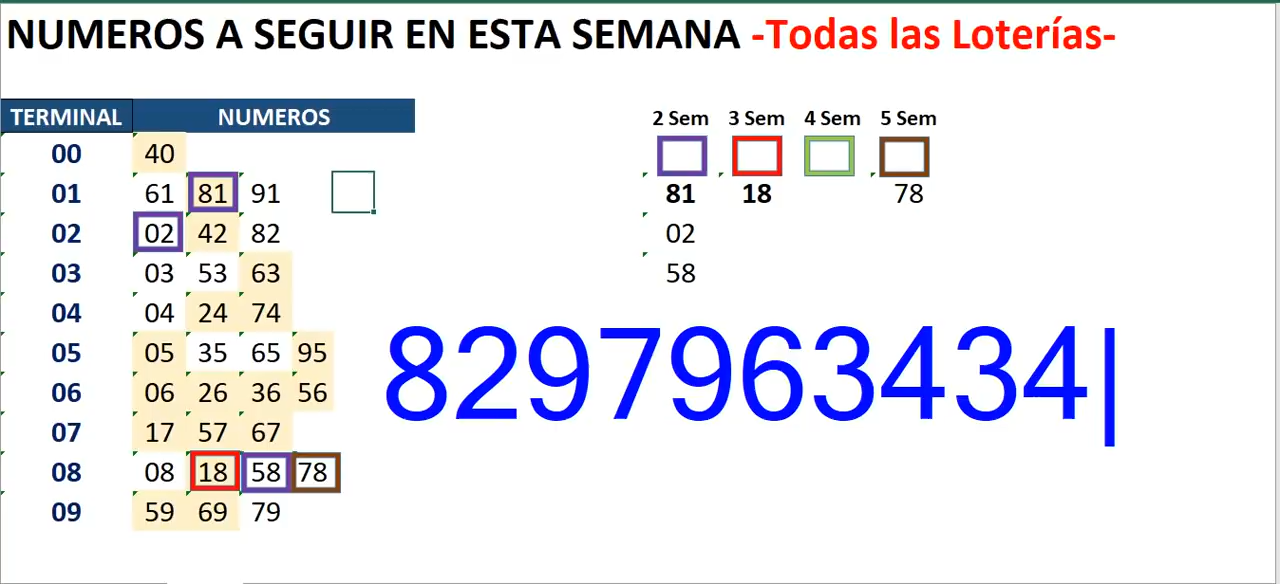 NUMEROS A SEGUIR EN ESTA SEMANA -Todas las Loterías-
TERMINAL NUMEROS
00 40
01 61 81 91
02 02 42 82
03 03 53 63
04 04 24 74
05 05 35 65 95
06 06 26 36 56
07 17 57 67
08 08 18 58 78
09 59 69 79
2 Sem 3 Sem 4 Sem 5 Sem
81 18 78
02
58
8297963434